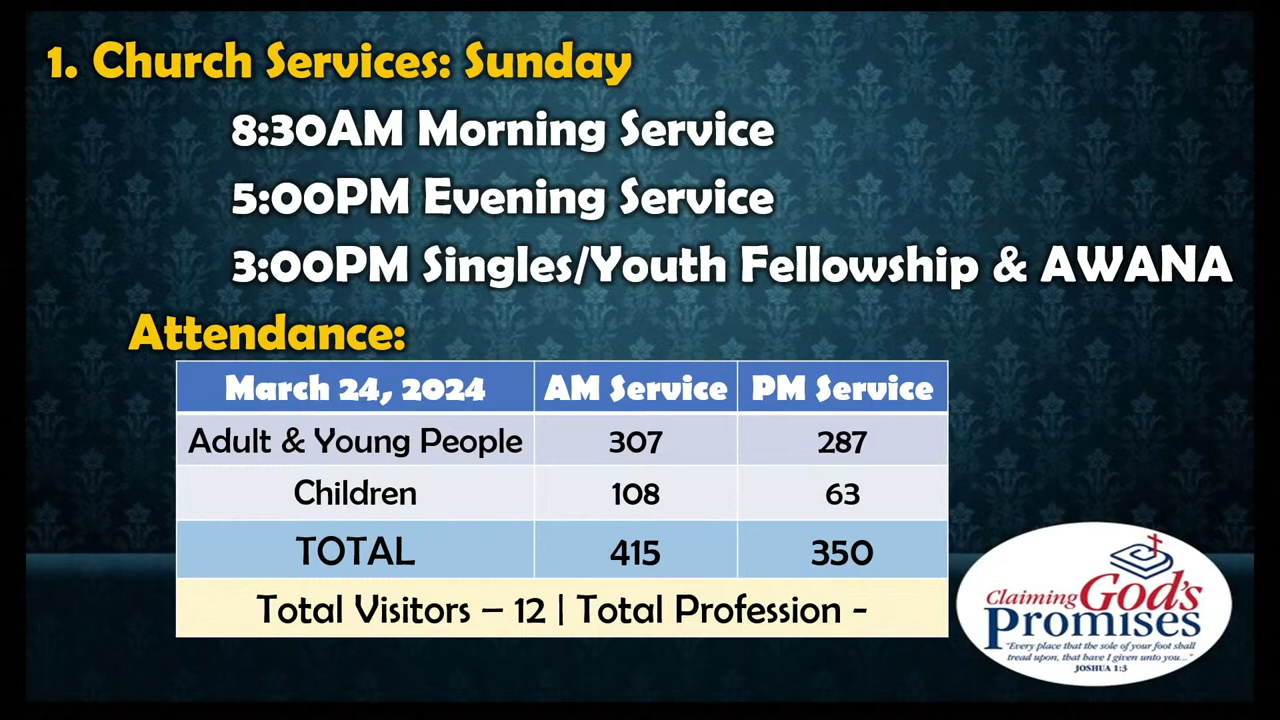 1. Church Services: Sunday
8:30AM Morning Service
5:00PM Evening Service
3:00PM Singles/Youth Fellowship & AWANA
Attendance:
March 24, 2024 AM Service PM Service
Adult & Young People 307 287
Children 108 63
TOTAL 415 350
Total Visitors – 12 | Total Profession -
Claiming God's
Promises
"Every place that the sole of your foot shall
tread upon, that have I given unto you..."
JOSHUA 1:3